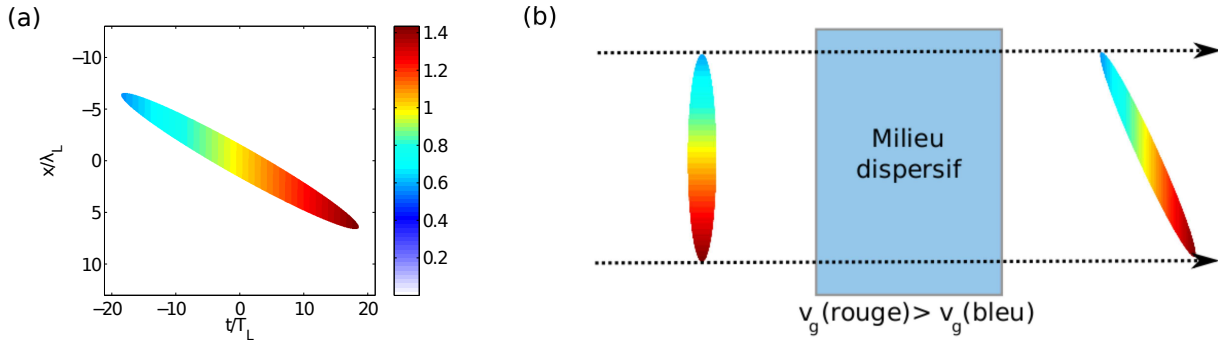 (a)
−10
−5
0
5
10
x/λ_L
−20
−10
0
10
20
t/T_L
1.4
1.2
1
0.8
0.6
0.4
0.2
(b)
Milieu
dispersif
v_g(rouge)> v_g(bleu)